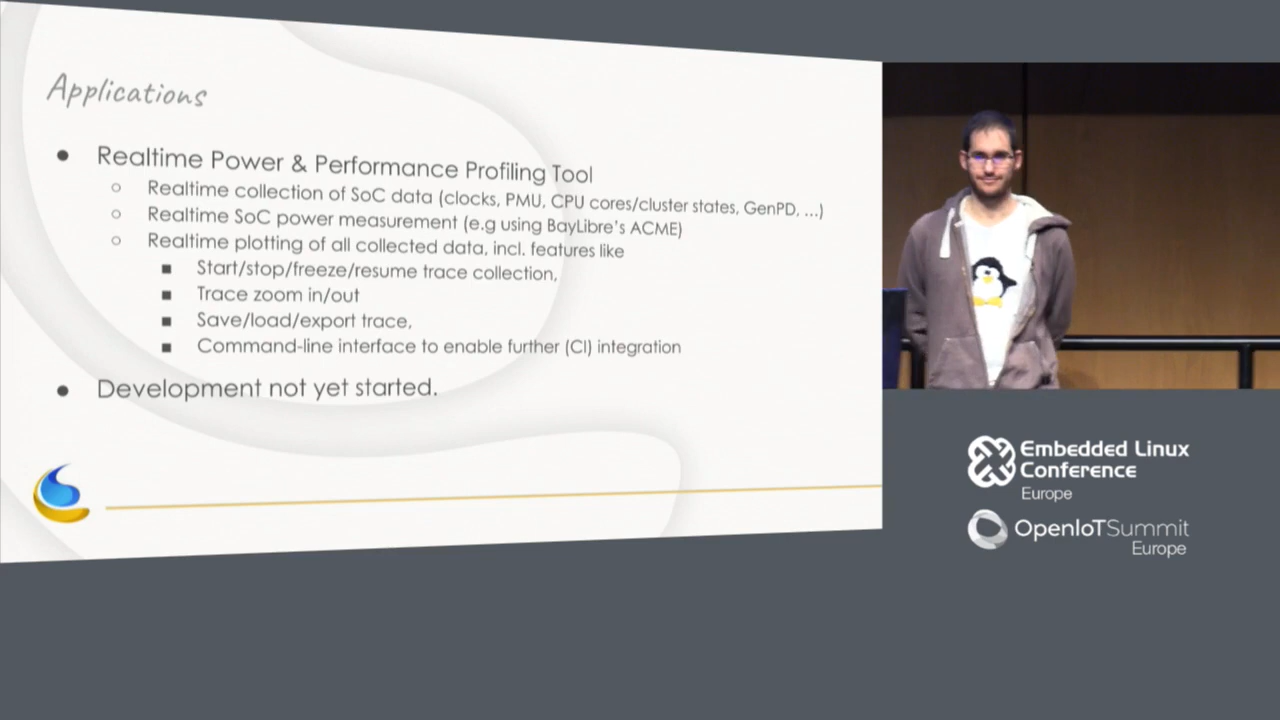 Applications
Realtime Power & Performance Profiling Tool
Realtime collection of SoC data (clocks, PMU, CPU cores/cluster states, GenPD, ...)
Realtime SoC power measurement (e.g using BayLibre's ACME)
Realtime plotting of all collected data, incl. features like
Start/stop/freeze/resume trace collection,
Trace zoom in/out
Save/load/export trace,
Command-line interface to enable further (CI) integration
Development not yet started.
Embedded Linux
Conference
Europe
OpenIoTSummit
Europe